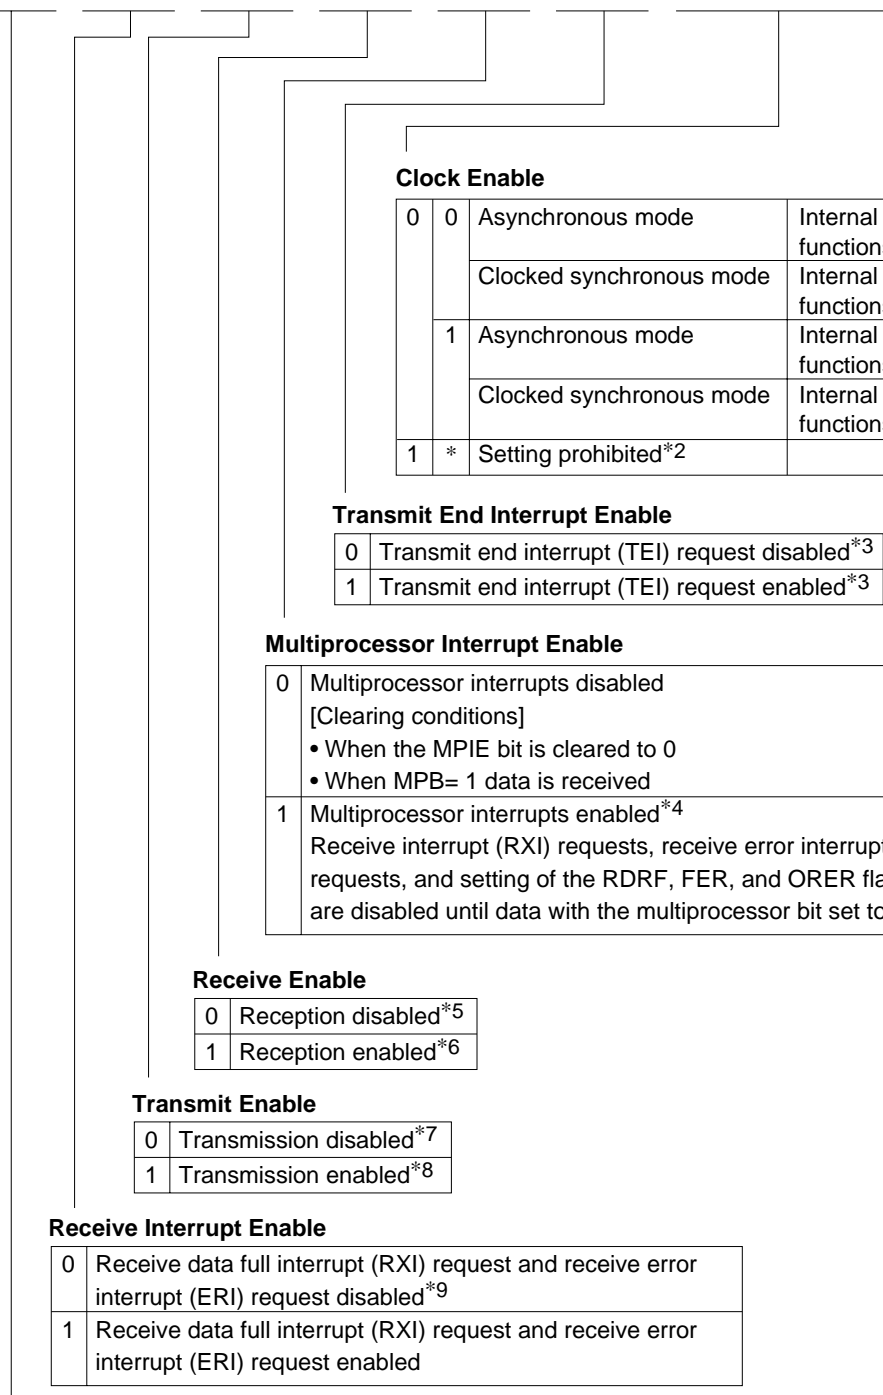 Clock Enable
0 0 Asynchronous mode Internal
function
Clocked synchronous mode Internal
function
1 Asynchronous mode Internal
function
Clocked synchronous mode Internal
function
1 * Setting prohibited*2
Transmit End Interrupt Enable
0 Transmit end interrupt (TEI) request disabled*3
1 Transmit end interrupt (TEI) request enabled*3
Multiprocessor Interrupt Enable
0 Multiprocessor interrupts disabled
[Clearing conditions]
• When the MPIE bit is cleared to 0
• When MPB= 1 data is received
1 Multiprocessor interrupts enabled*4
Receive interrupt (RXI) requests, receive error interrupt
requests, and setting of the RDRF, FER, and ORER fla
are disabled until data with the multiprocessor bit set to
Receive Enable
0 Reception disabled*5
1 Reception enabled*6
Transmit Enable
0 Transmission disabled*7
1 Transmission enabled*8
Receive Interrupt Enable
0 Receive data full interrupt (RXI) request and receive error
interrupt (ERI) request disabled*9
1 Receive data full interrupt (RXI) request and receive error
interrupt (ERI) request enabled